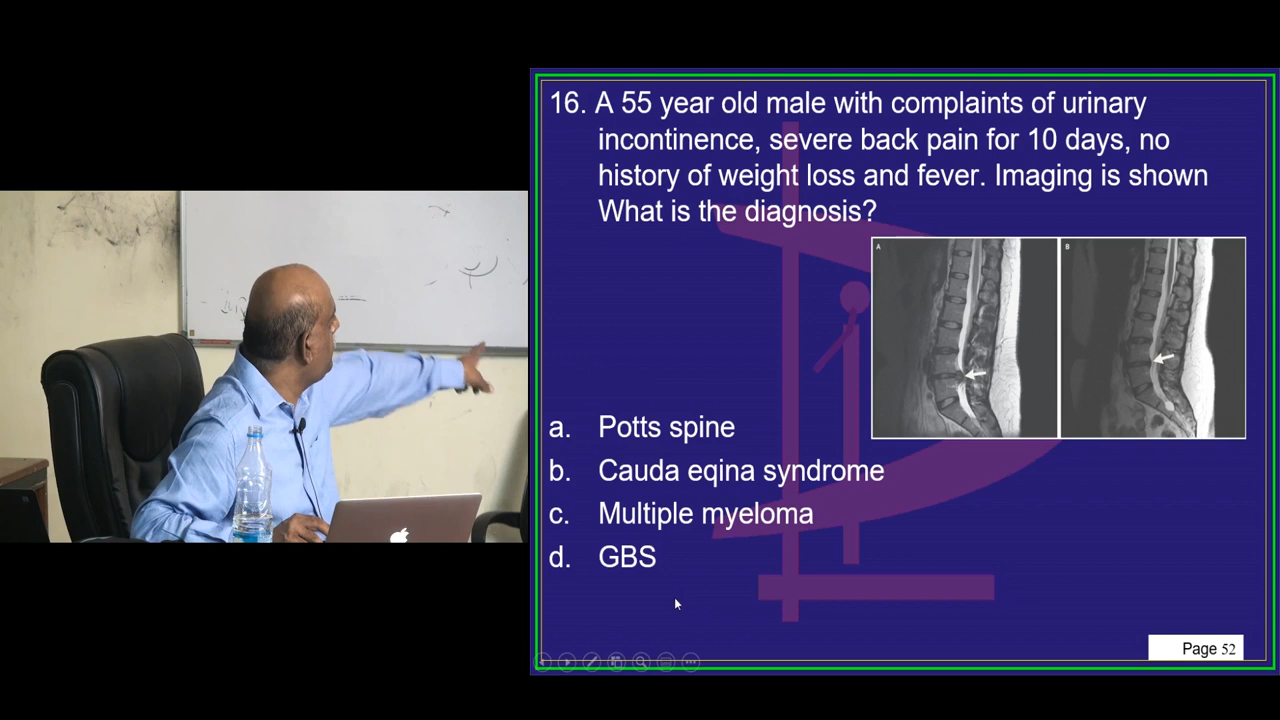 16. A 55 year old male with complaints of urinary
incontinence, severe back pain for 10 days, no
history of weight loss and fever. Imaging is shown
What is the diagnosis?
A
B
a. Potts spine
b. Cauda eqina syndrome
c. Multiple myeloma
d. GBS
Page 52